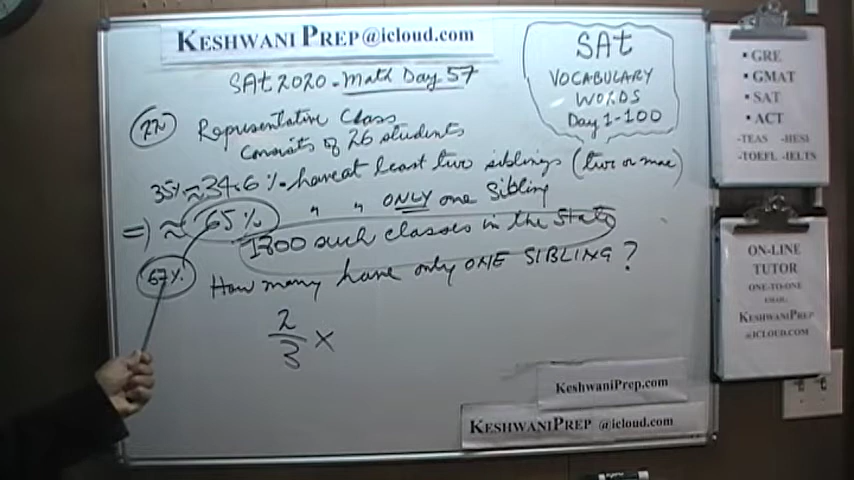 KESHWANI PREP@icloud.com
SAt 2020 - Math Day 57
22 Representative Class
consists of 26 students
35% ≈ 34.6% have at least two siblings (two or more)
⇒ ≈ 65% " " ONLY one Sibling
1800 such classes in the State
67%
How many have only ONE SIBLING?
2/3 ×
SAt
VOCABULARY
WORDS
Day 1-100
• GRE
• GMAT
• SAT
• ACT
-TEAS -HESI
-TOEFL -IELTS
ON-LINE
TUTOR
ONE-TO-ONE
KESHWANIPREP
@ICLOUD.COM
KeshwaniPrep.com
KESHWANIPREP @icloud.com